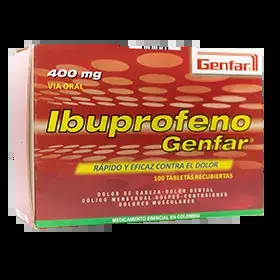 Genfar
400 mg
VIA ORAL
Ibuprofeno
Genfar®
RÁPIDO Y EFICAZ CONTRA EL DOLOR
100 TABLETAS RECUBIERTAS
DOLOR DE CABEZA-DOLOR DENTAL
CÓLICO MENSTRUAL-GOLPES-CONTUSIONES
DOLORES MUSCULARES
MEDICAMENTO ESENCIAL EN COLOMBIA